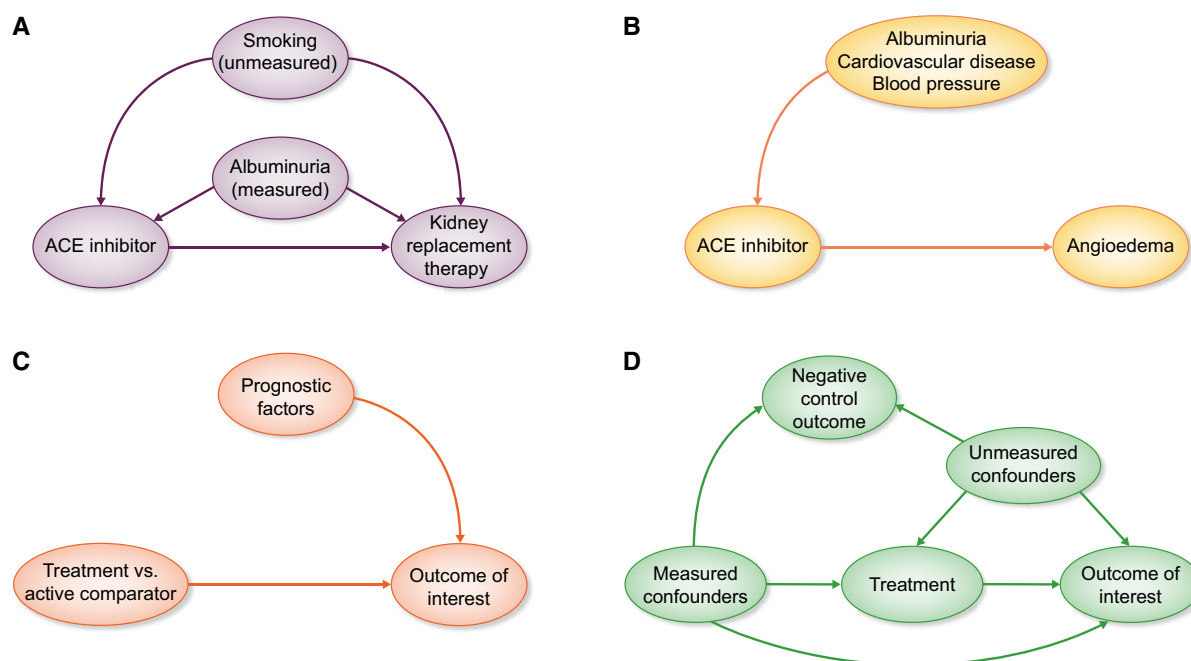 A
Smoking
(unmeasured)
Albuminuria
(measured)
ACE inhibitor
Kidney
replacement
therapy
B
Albuminuria
Cardiovascular disease
Blood pressure
ACE inhibitor
Angioedema
C
Prognostic
factors
Treatment vs.
active comparator
Outcome of
interest
D
Negative
control
outcome
Unmeasured
confounders
Measured
confounders
Treatment
Outcome of
interest